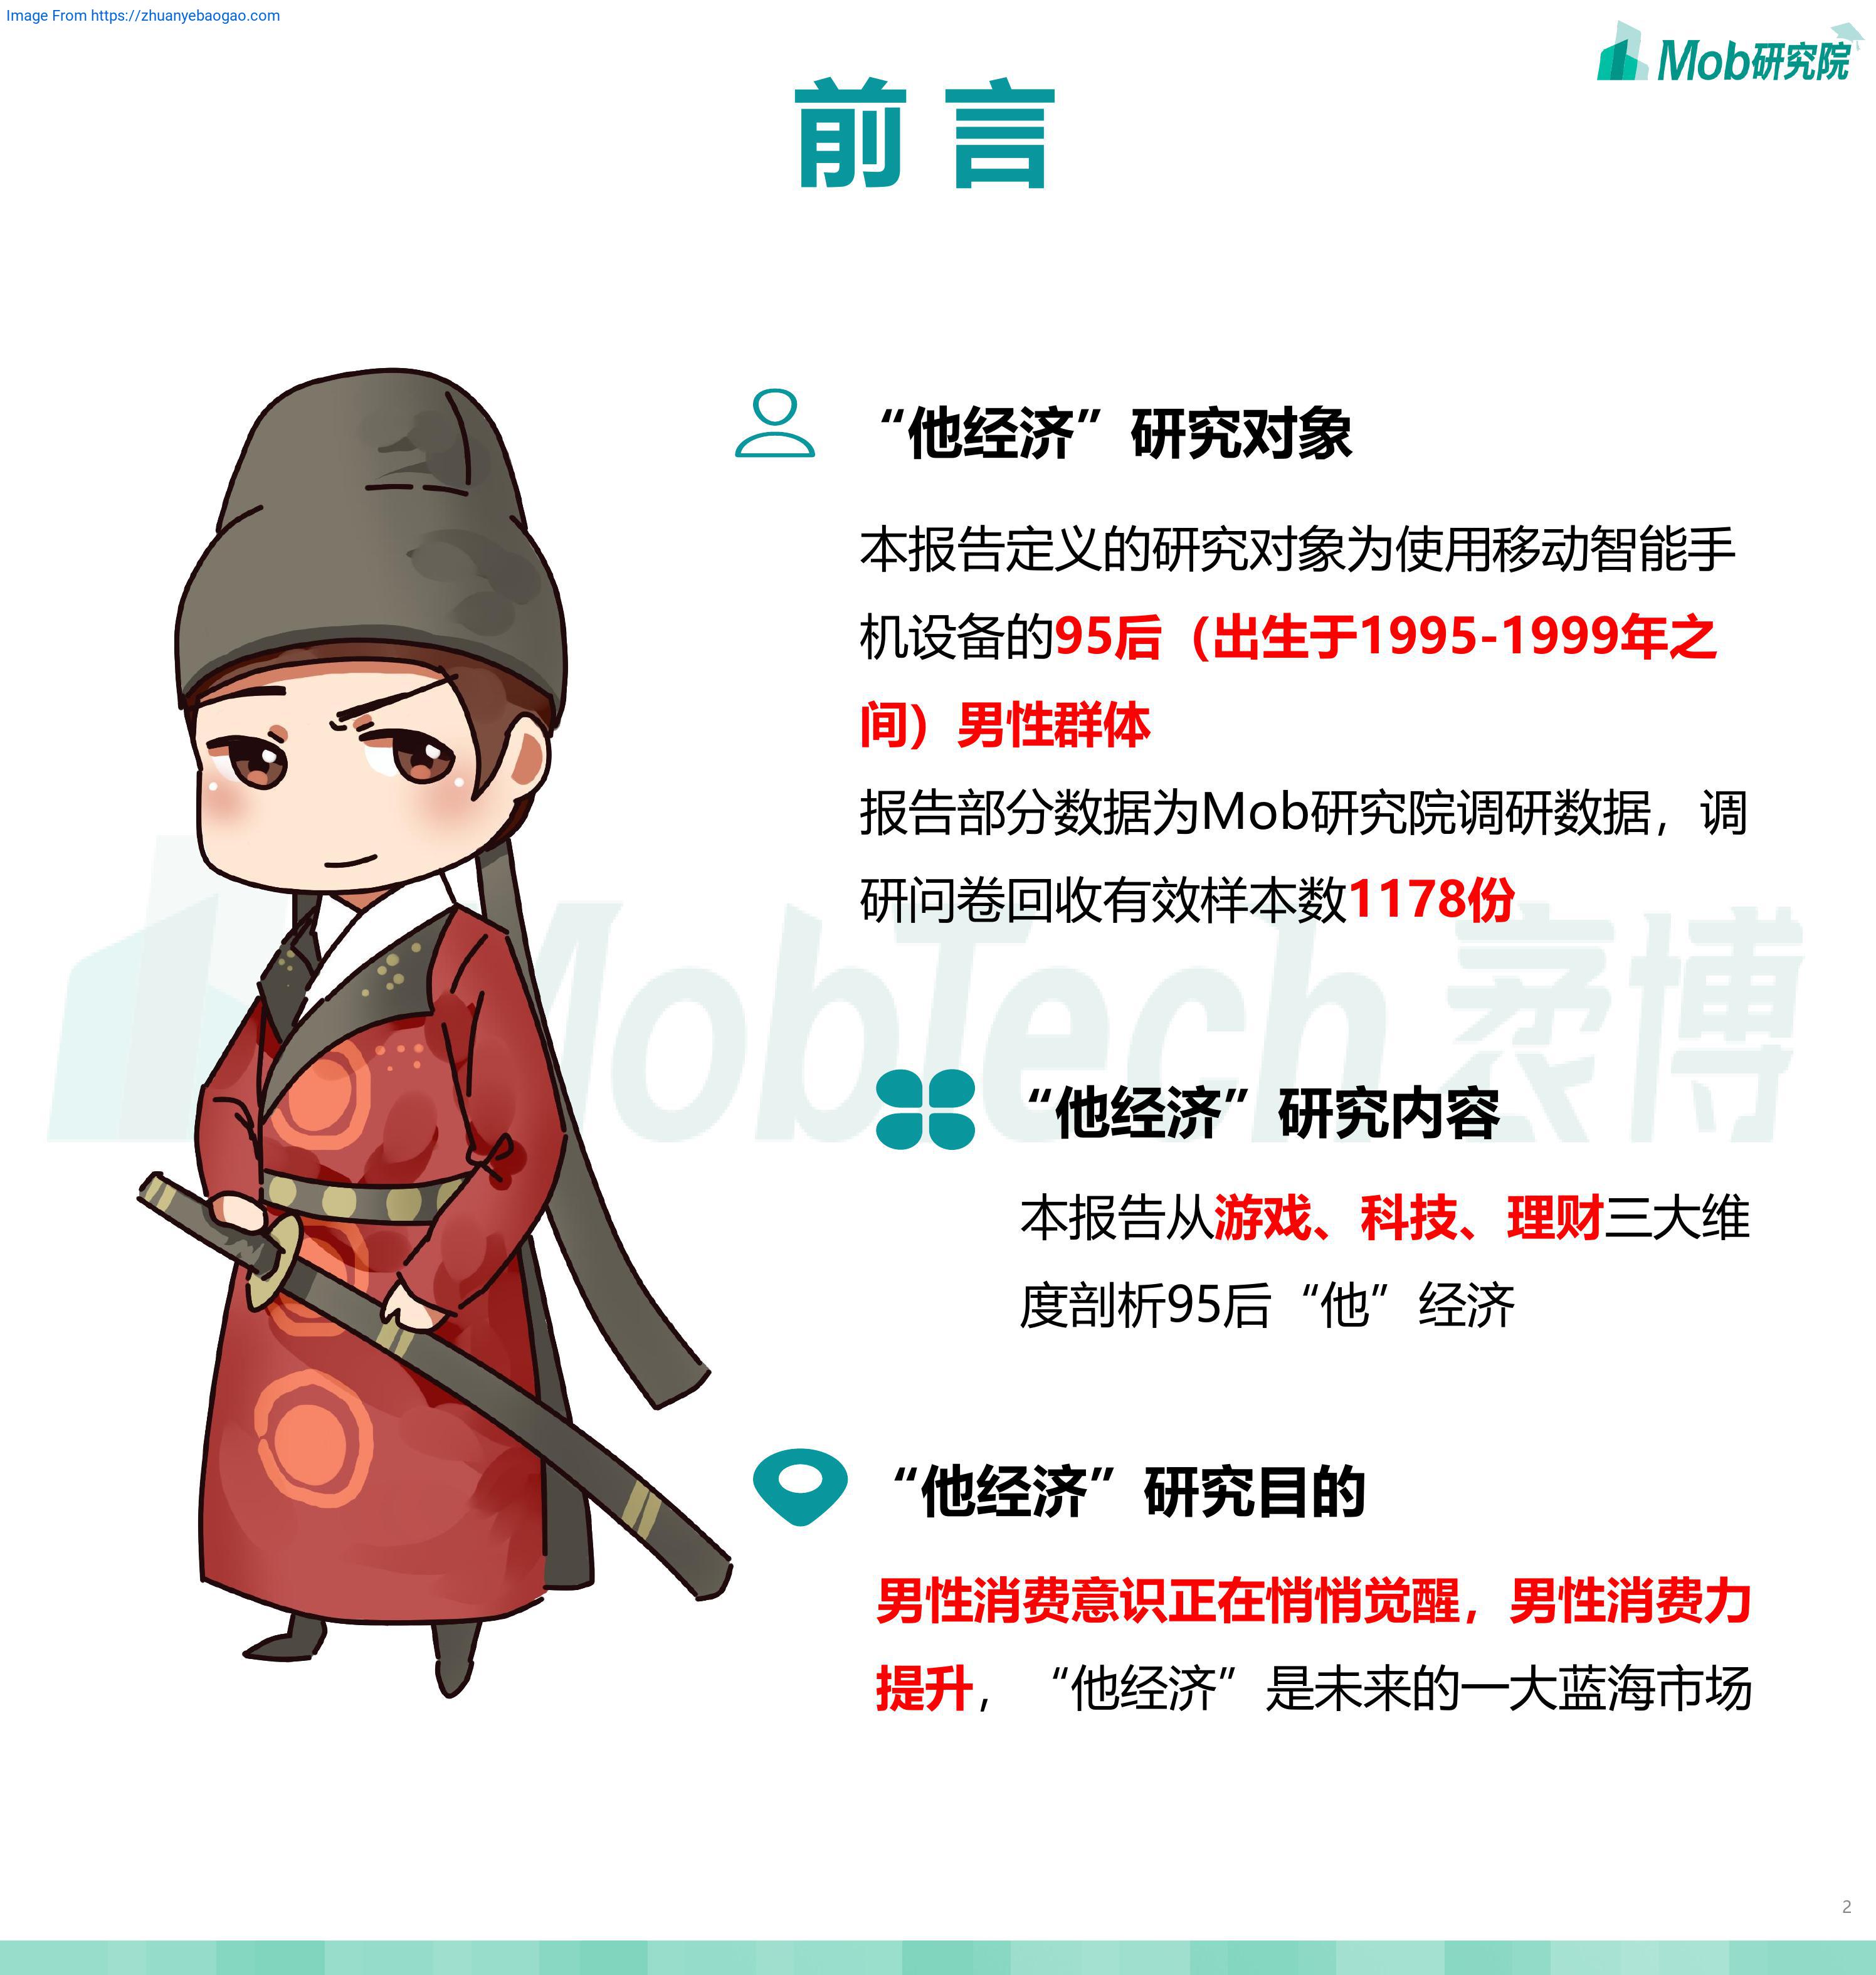 Image From https://zhuanyebaogao.com
Mob研究院
前言
“他经济”研究对象
本报告定义的研究对象为使用移动智能手
机设备的95后（出生于1995-1999年之
间）男性群体
报告部分数据为Mob研究院调研数据，调
研问卷回收有效样本数1178份
MobTech 袤博
“他经济”研究内容
本报告从游戏、科技、理财三大维
度剖析95后“他”经济
“他经济”研究目的
男性消费意识正在悄悄觉醒，男性消费力
提升，“他经济”是未来的一大蓝海市场
2